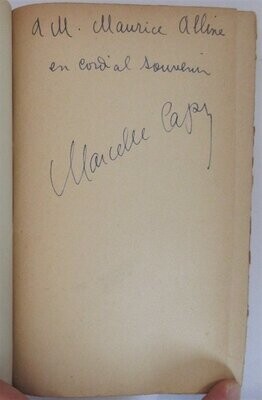 A M. Maurice Alline
en cordial souvenir
Marcelle Capy